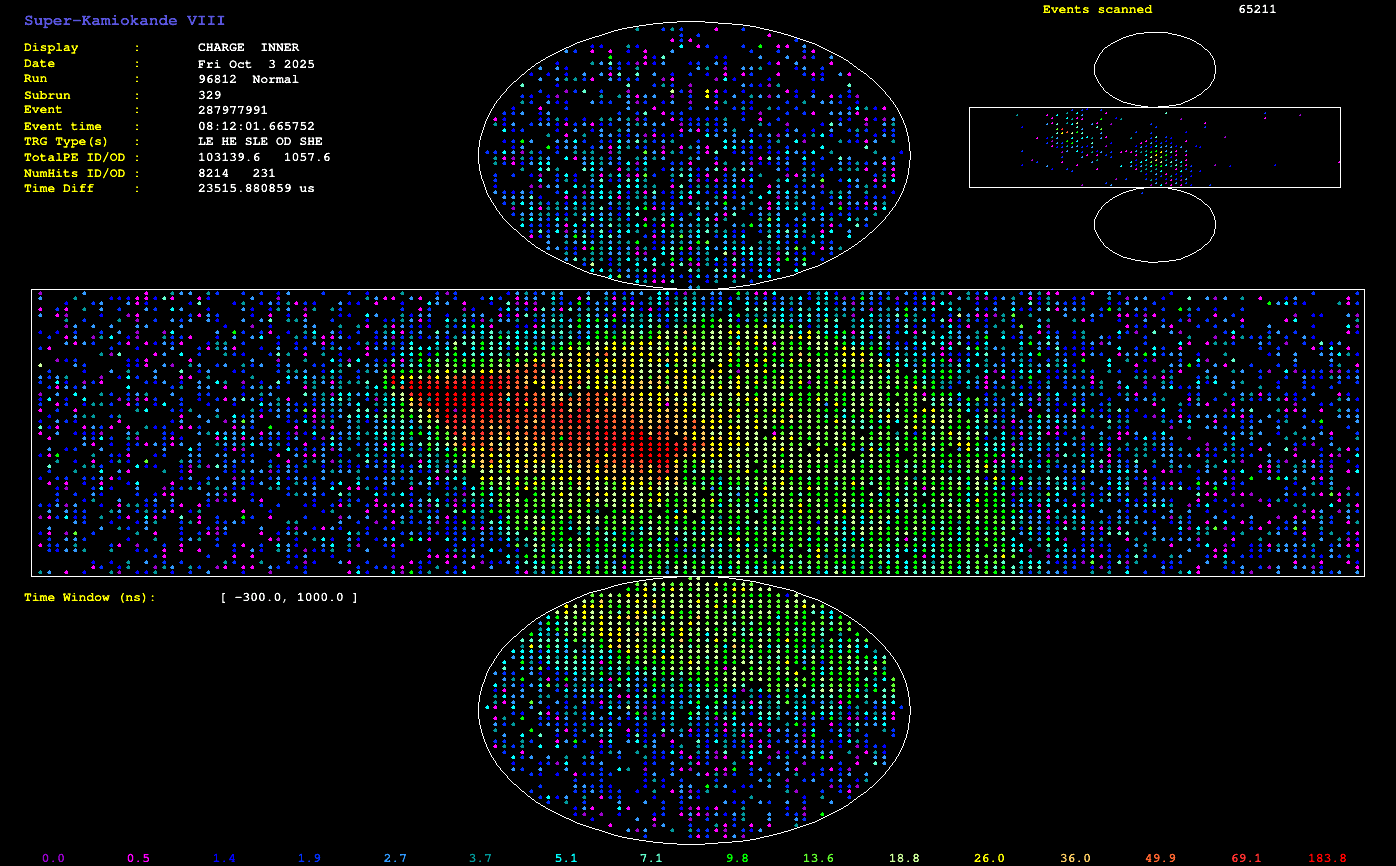 Super-Kamiokande VIII
Events scanned 65211
Display : CHARGE INNER
Date : Fri Oct 3 2025
Run : 96812 Normal
Subrun : 329
Event : 287977991
Event time : 08:12:01.665752
TRG Type(s) : LE HE SLE OD SHE
TotalPE ID/OD : 103139.6 1057.6
NumHits ID/OD : 8214 231
Time Diff : 23515.880859 us
Time Window (ns): [ -300.0, 1000.0 ]
0.0 0.5 1.4 1.9 2.7 3.7 5.1 7.1 9.8 13.6 18.8 26.0 36.0 49.9 69.1 183.8